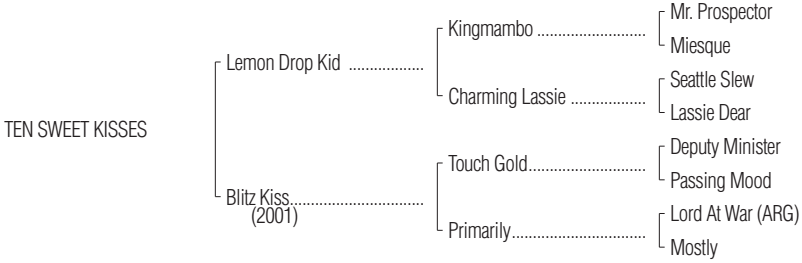 Mr. Prospector
Kingmambo ..........................
Miesque
Lemon Drop Kid ..................
Seattle Slew
Charming Lassie ..................
Lassie Dear
TEN SWEET KISSES
Deputy Minister
Touch Gold............................
Passing Mood
Blitz Kiss................................
(2001)
Lord At War (ARG)
Primarily................................
Mostly